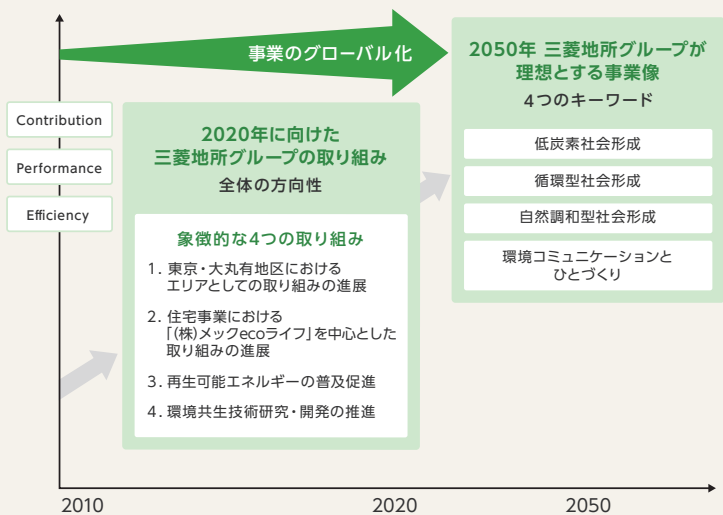 事業のグローバル化
Contribution
Performance
Efficiency
2020年に向けた
三菱地所グループの取り組み
全体の方向性
象徴的な4つの取り組み
1. 東京・大丸有地区における
エリアとしての取り組みの進展
2. 住宅事業における
「(株)メックecoライフ」を中心とした
取り組みの進展
3. 再生可能エネルギーの普及促進
4. 環境共生技術研究・開発の推進
2050年 三菱地所グループが
理想とする事業像
4つのキーワード
低炭素社会形成
循環型社会形成
自然調和型社会形成
環境コミュニケーションと
ひとづくり
2010
2020
2050